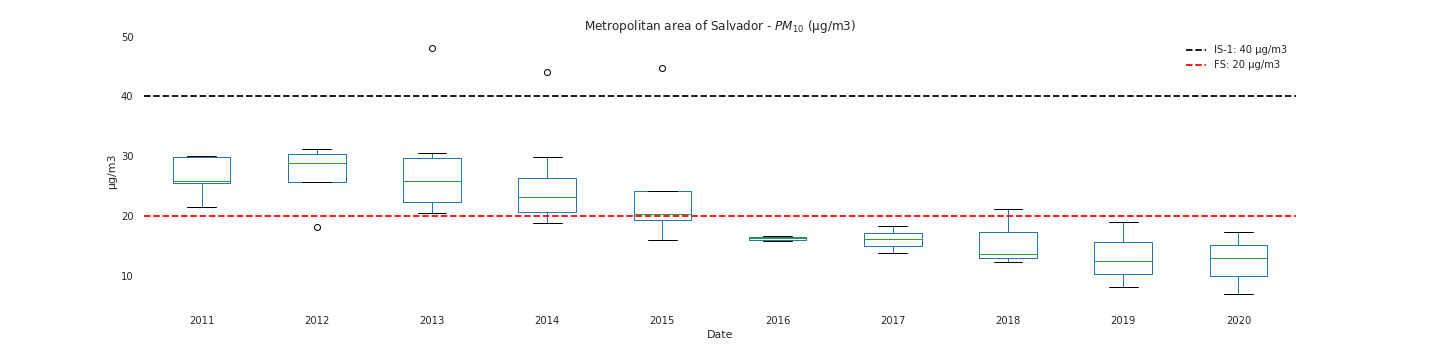 Metropolitan area of Salvador - PM10 (µg/m3)
50
40
30
20
10
µg/m3
IS-1: 40 µg/m3
FS: 20 µg/m3
2011 2012 2013 2014 2015 2016 2017 2018 2019 2020
Date